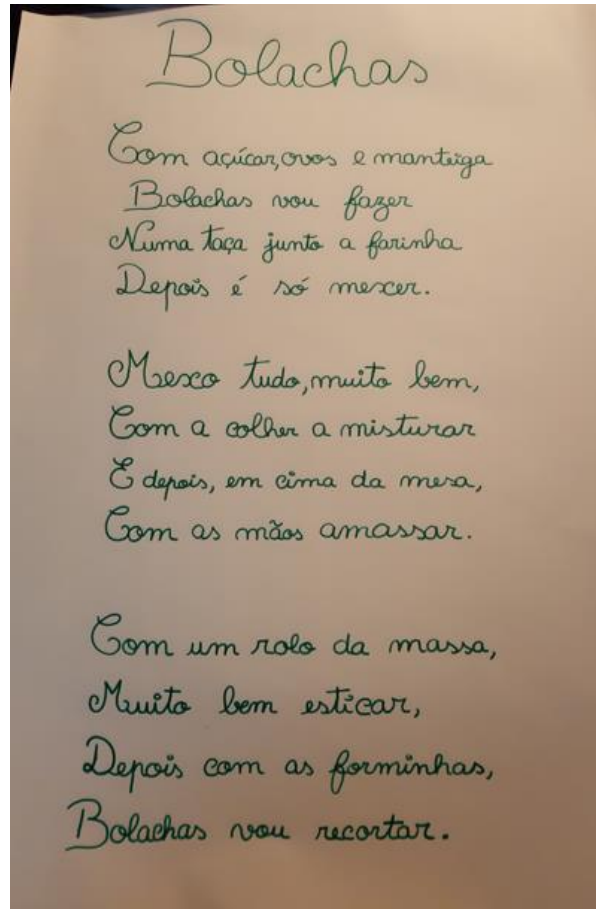 Bolachas
Com açúcar, ovos e manteiga
Bolachas vou fazer
Numa taça junto a farinha
Depois é só mexer.
Mexo tudo, muito bem,
Com a colher a misturar
E depois, em cima da mesa,
Com as mãos amassar.
Com um rolo da massa,
Muito bem esticar,
Depois com as forminhas,
Bolachas vou recortar.